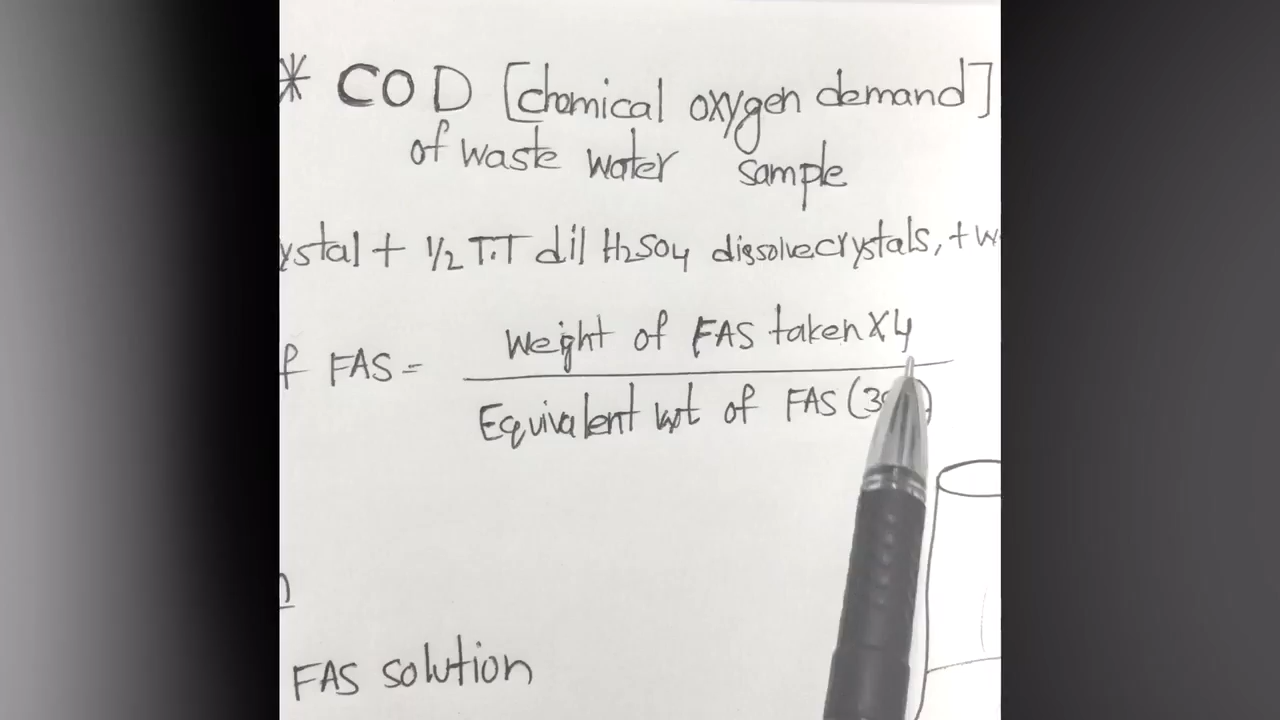 * COD [chemical oxygen demand]
of waste water sample
ystal + 1/2 T.T dil H2SO4 dissolve crystals, + w
f FAS = Weight of FAS taken X 4
Equivalent wt of FAS (3
n
FAS solution